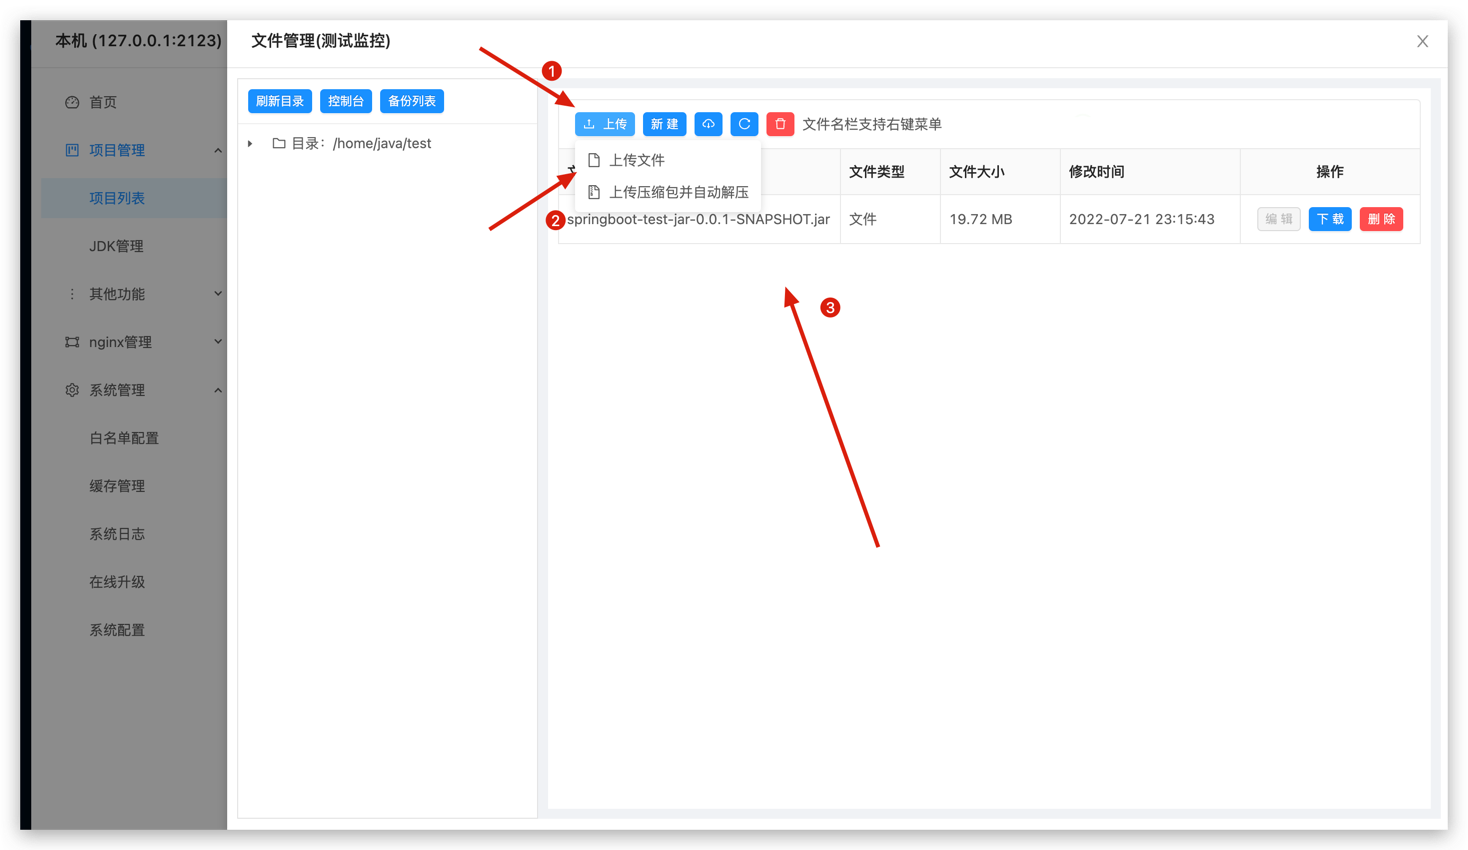 本机 (127.0.0.1:2123)
首页
项目管理
项目列表
JDK管理
其他功能
nginx管理
系统管理
白名单配置
缓存管理
系统日志
在线升级
系统配置
文件管理(测试监控)
刷新目录 控制台 备份列表
目录：/home/java/test
1
上传 新建 文件名栏支持右键菜单
上传文件
上传压缩包并自动解压
文件类型 文件大小 修改时间 操作
2
springboot-test-jar-0.0.1-SNAPSHOT.jar 文件 19.72 MB 2022-07-21 23:15:43 编辑 下载 删除
3